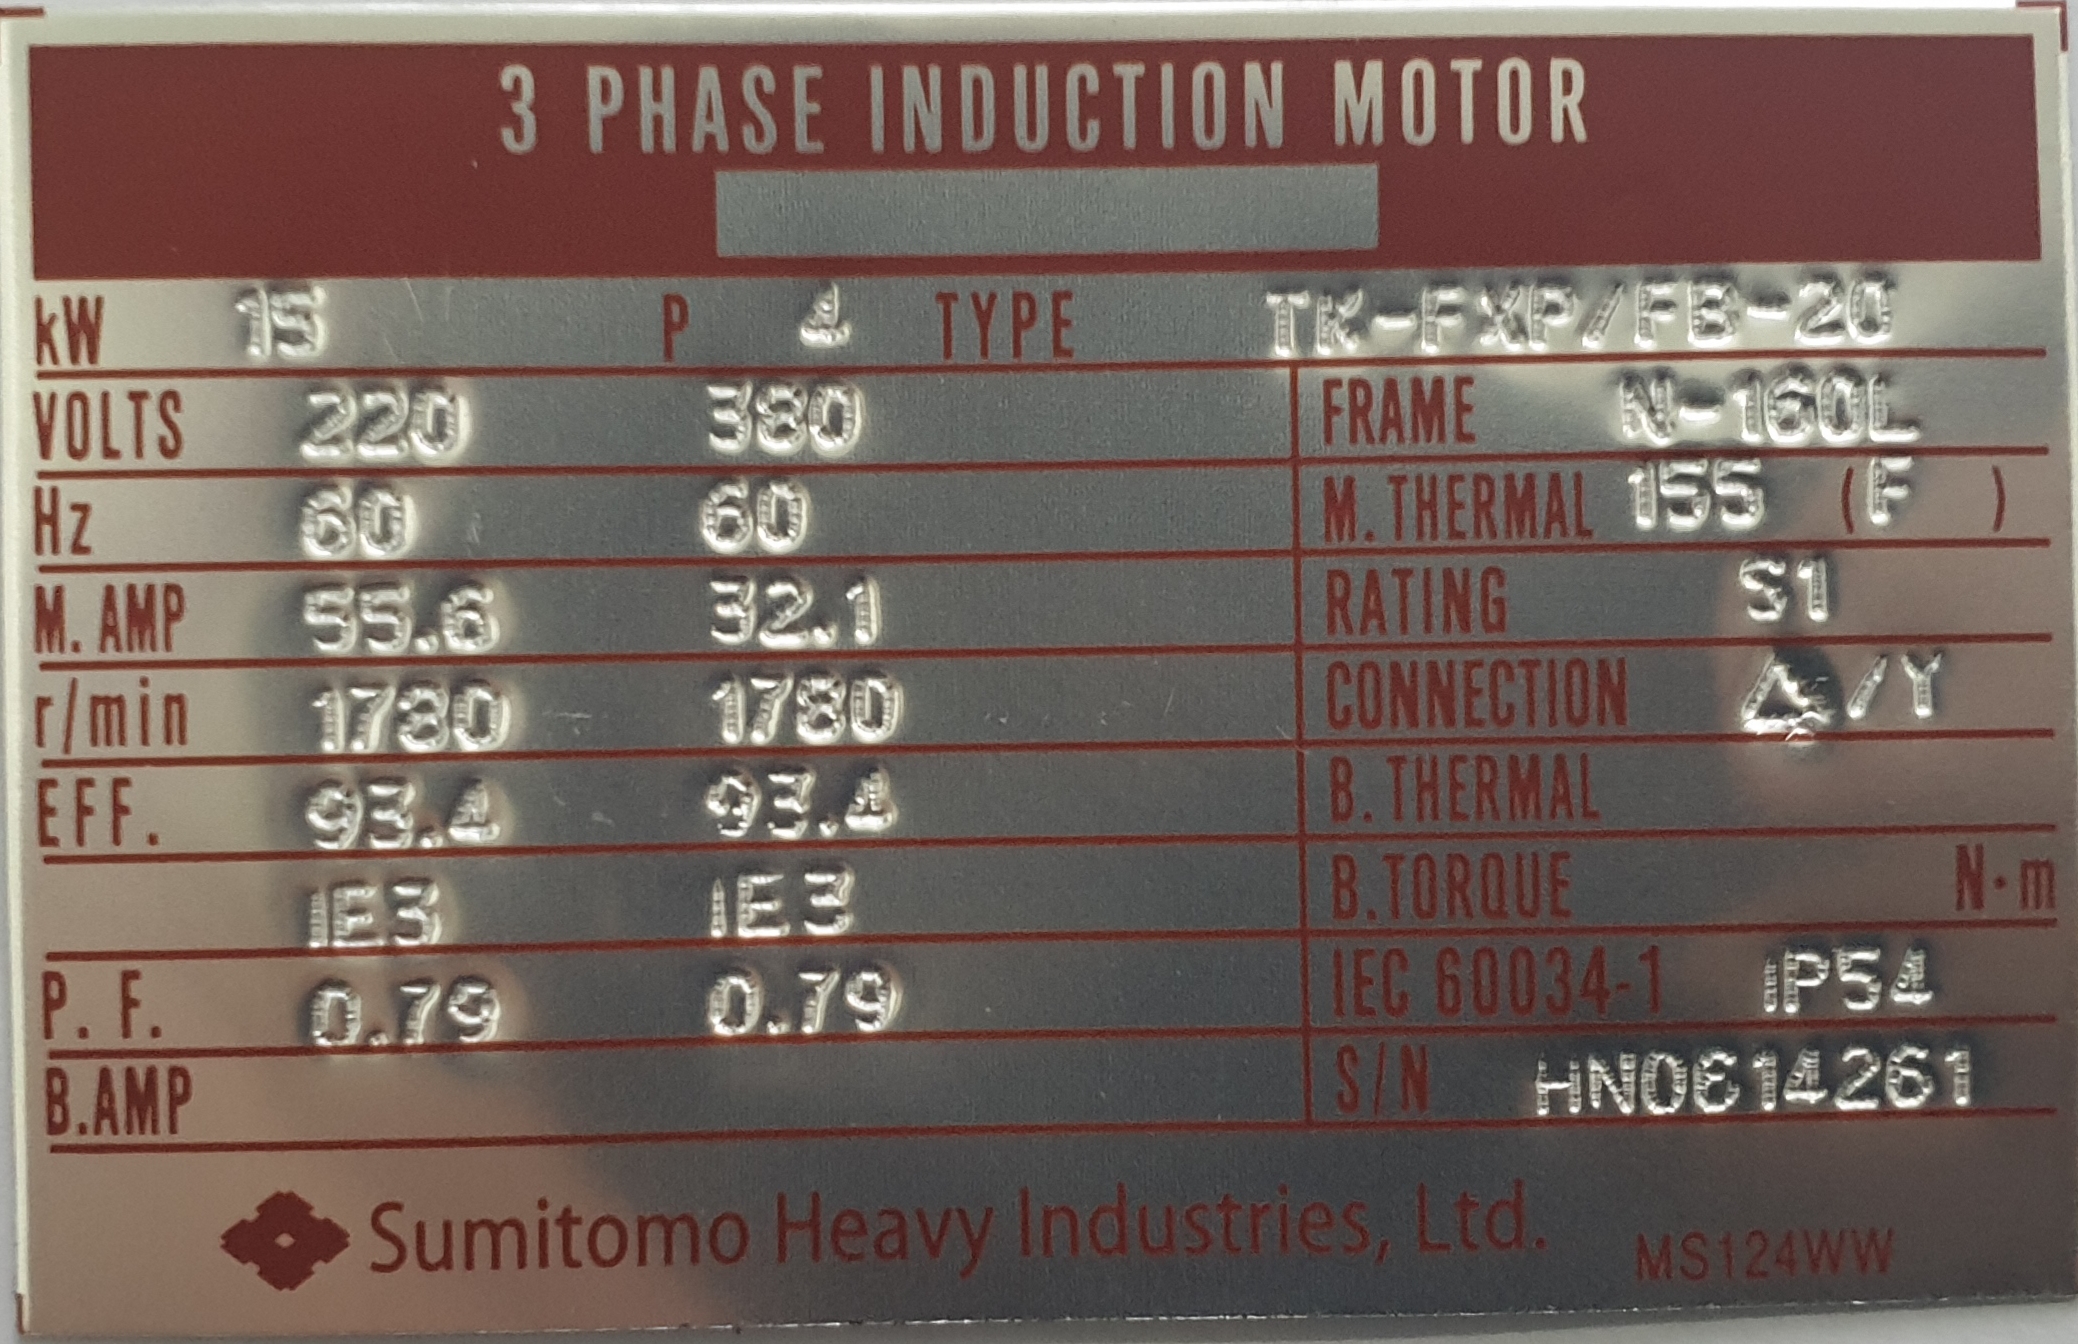 3 PHASE INDUCTION MOTOR
kW 15 P 4 TYPE TK-FXP/FB-20
VOLTS 220 380 FRAME N-160L
Hz 60 60 M.THERMAL 155 (F )
M. AMP 55.6 32.1 RATING S1
r/min 1780 1780 CONNECTION △/Y
EFF. 93.4 93.4 B. THERMAL
IE3 IE3 B.TORQUE N·m
P. F. 0.79 0.79 IEC 60034-1 IP54
B.AMP S/N HN0614261
Sumitomo Heavy Industries, Ltd. MS124WW